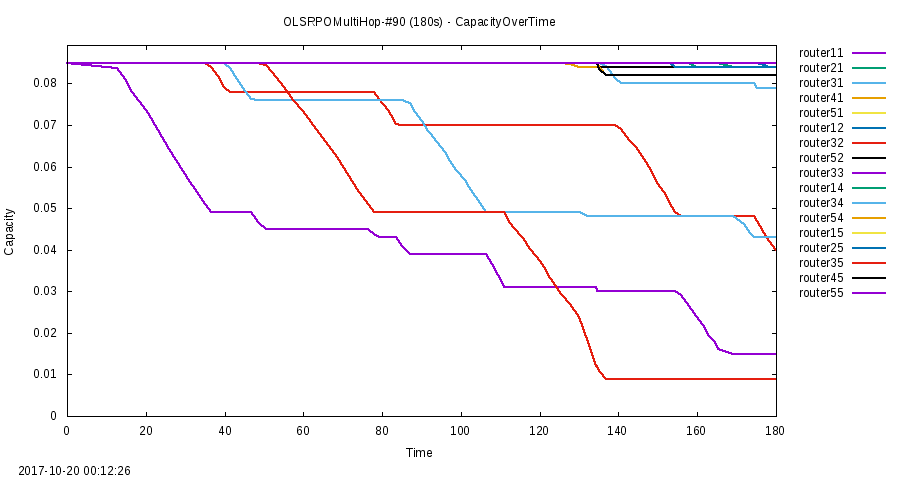 OLSRPPOMultiHop-#90 (180s) - CapacityOverTime
router11
router21
router31
router41
router51
router12
router32
router52
router33
router14
router34
router54
router15
router25
router35
router45
router55
0.08
0.07
0.06
0.05
0.04
0.03
0.02
0.01
0
Capacity
0 20 40 60 80 100 120 140 160 180
Time
2017-10-20 00:12:26